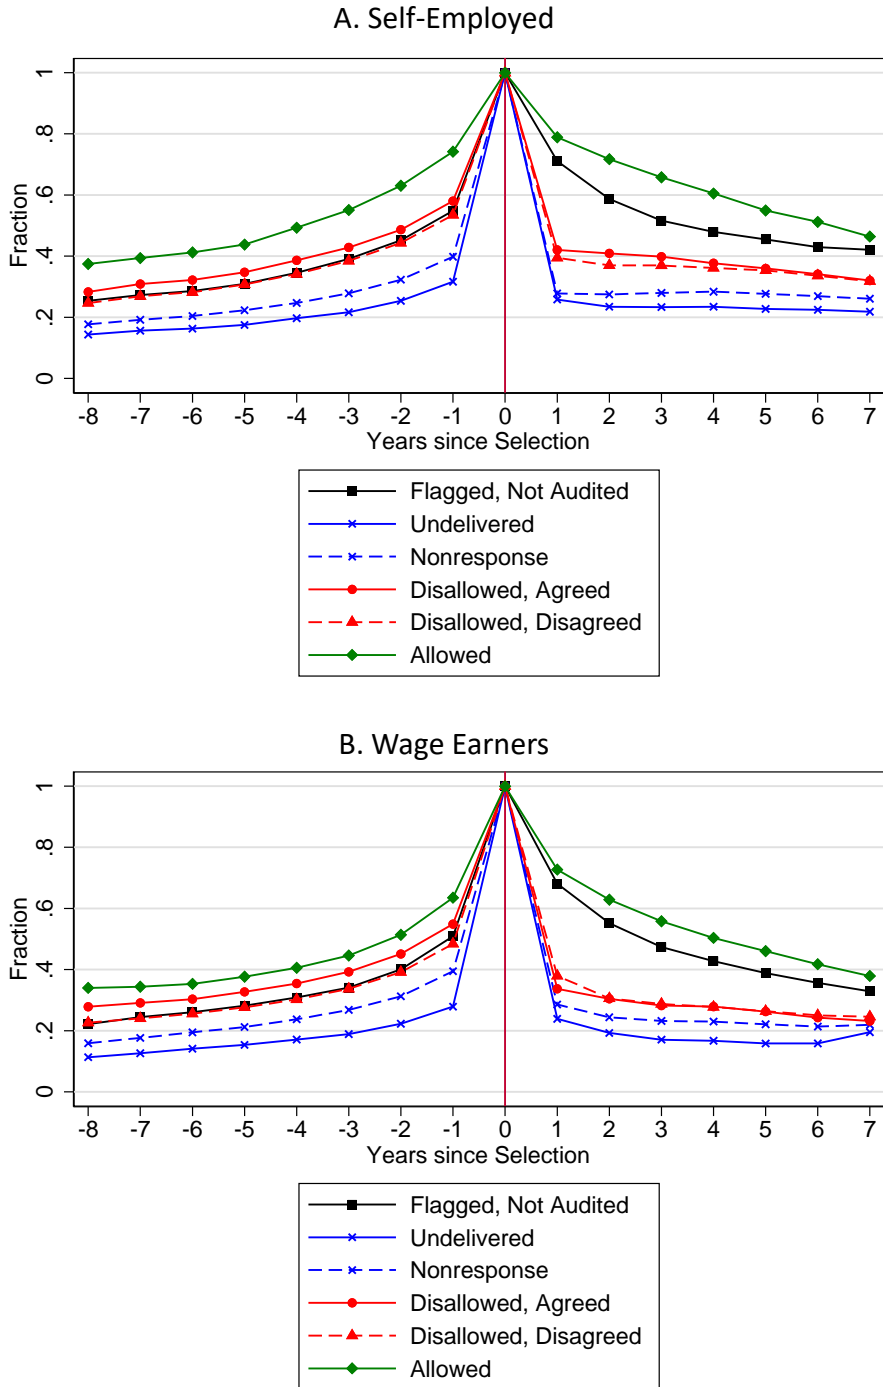 A. Self-Employed
1
.8
.6
.4
.2
0
Fraction
-8 -7 -6 -5 -4 -3 -2 -1 0 1 2 3 4 5 6 7
Years since Selection
Flagged, Not Audited
Undelivered
Nonresponse
Disallowed, Agreed
Disallowed, Disagreed
Allowed
B. Wage Earners
1
.8
.6
.4
.2
0
Fraction
-8 -7 -6 -5 -4 -3 -2 -1 0 1 2 3 4 5 6 7
Years since Selection
Flagged, Not Audited
Undelivered
Nonresponse
Disallowed, Agreed
Disallowed, Disagreed
Allowed